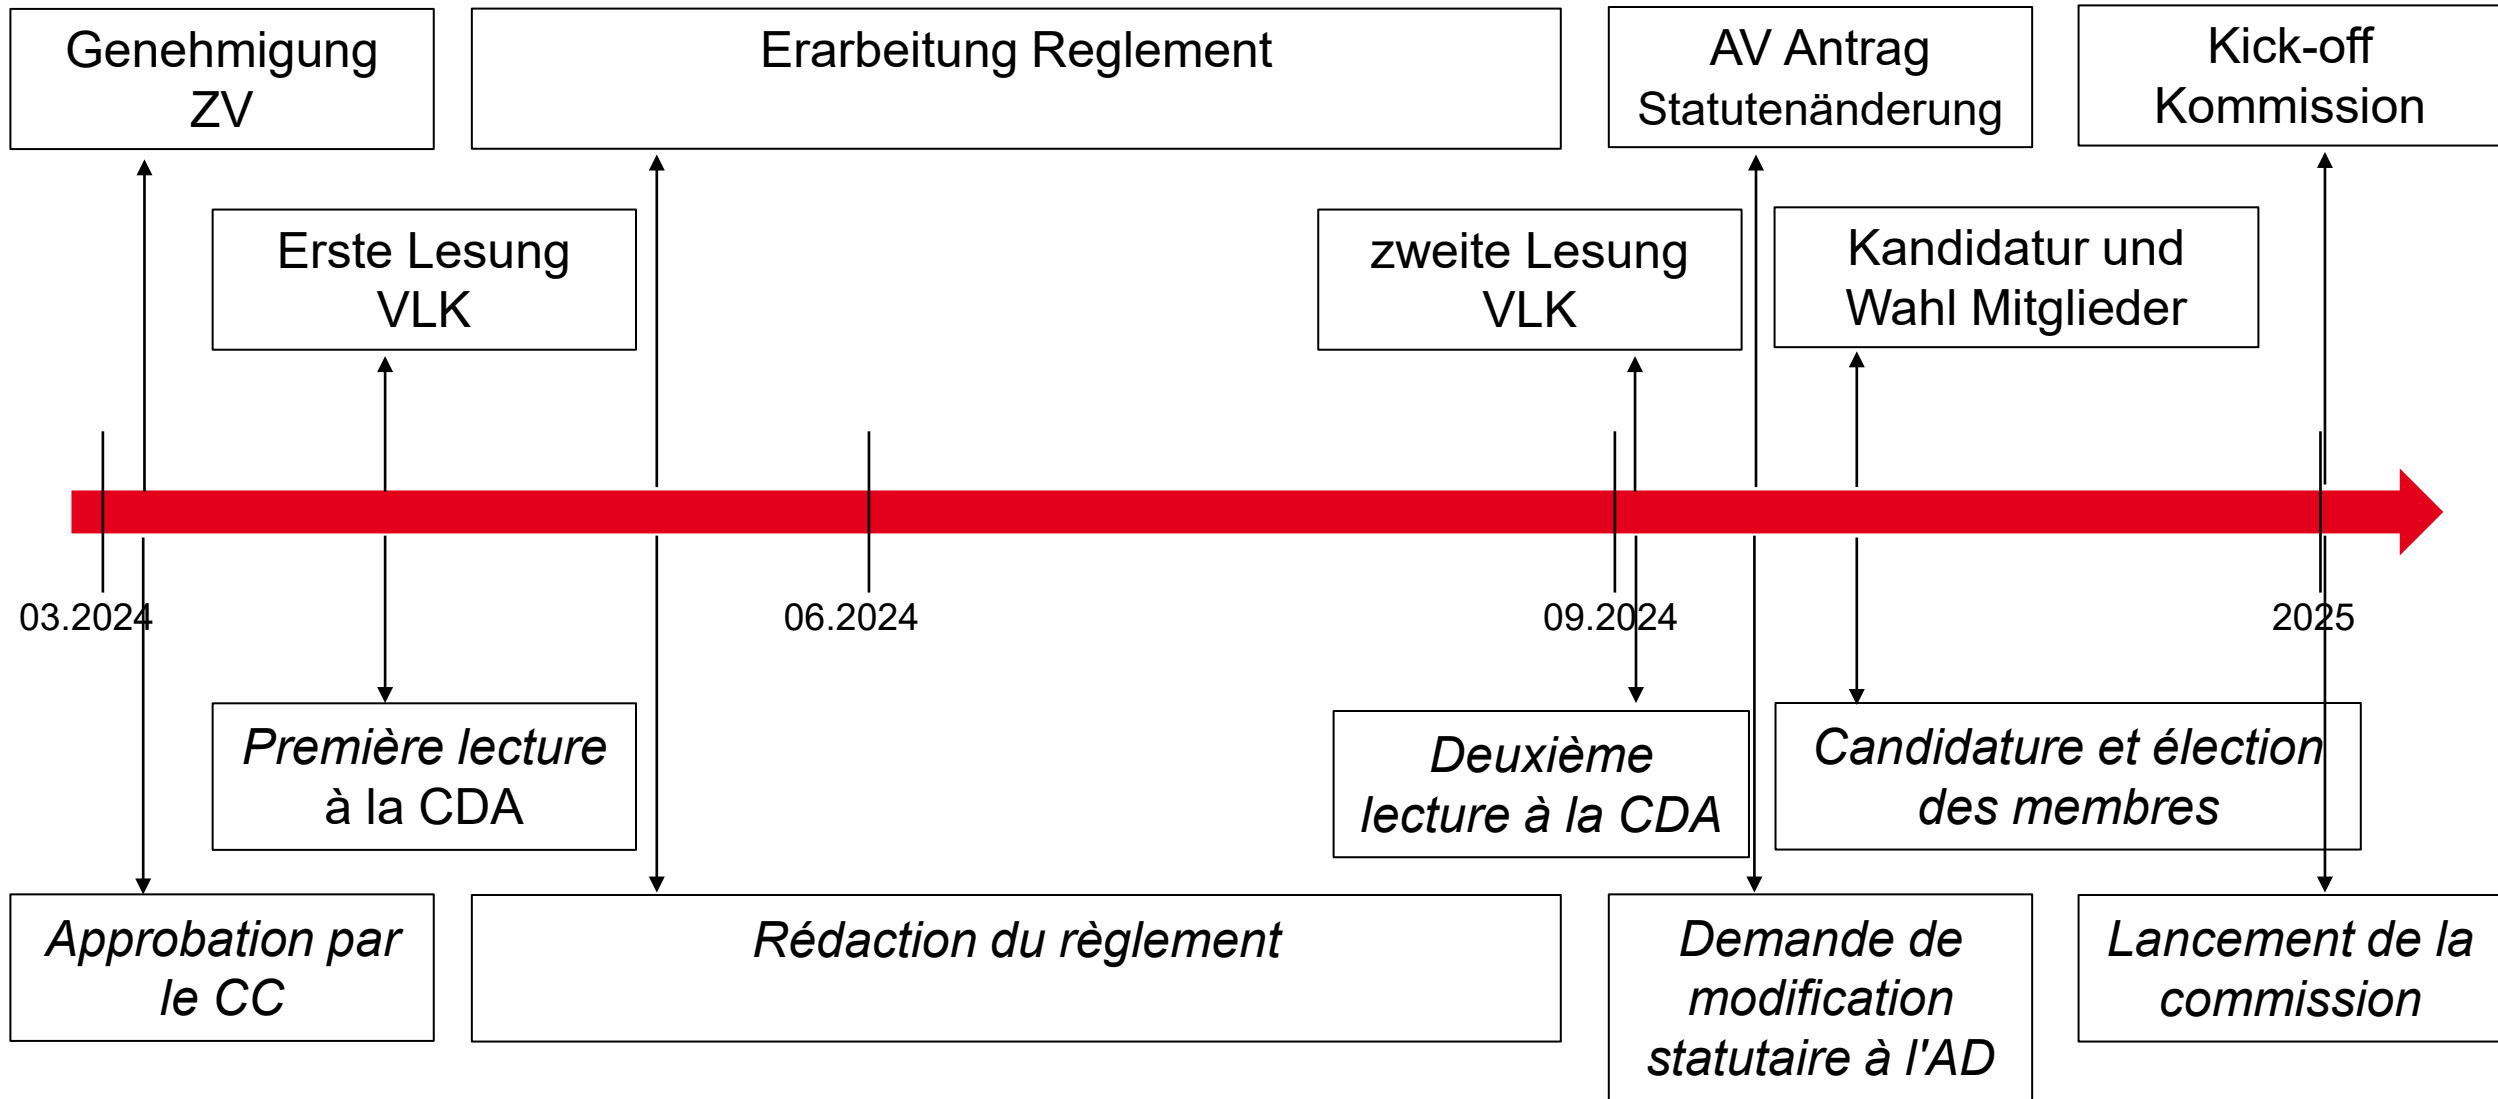 Genehmigung
ZV
Erarbeitung Reglement
AV Antrag
Statutenänderung
Kick-off
Kommission
Erste Lesung
VLK
zweite Lesung
VLK
Kandidatur und
Wahl Mitglieder
03.2024
06.2024
09.2024
2025
Première lecture
à la CDA
Deuxième
lecture à la CDA
Candidature et élection
des membres
Approbation par
le CC
Rédaction du règlement
Demande de
modification
statutaire à l'AD
Lancement de la
commission